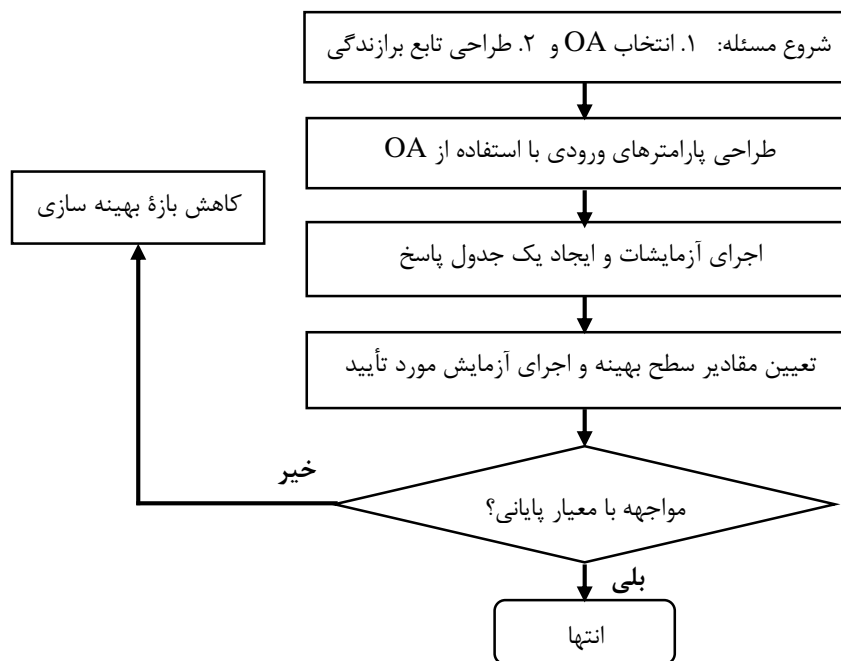 شروع مسئله: ۱. انتخاب OA و ۲. طراحی تابع برازندگی
طراحی پارامترهای ورودی با استفاده از OA
کاهش بازهٔ بهینه سازی
اجرای آزمایشات و ایجاد یک جدول پاسخ
تعیین مقادیر سطح بهینه و اجرای آزمایش مورد تأیید
خیر
مواجهه با معیار پایانی؟
بلی
انتها